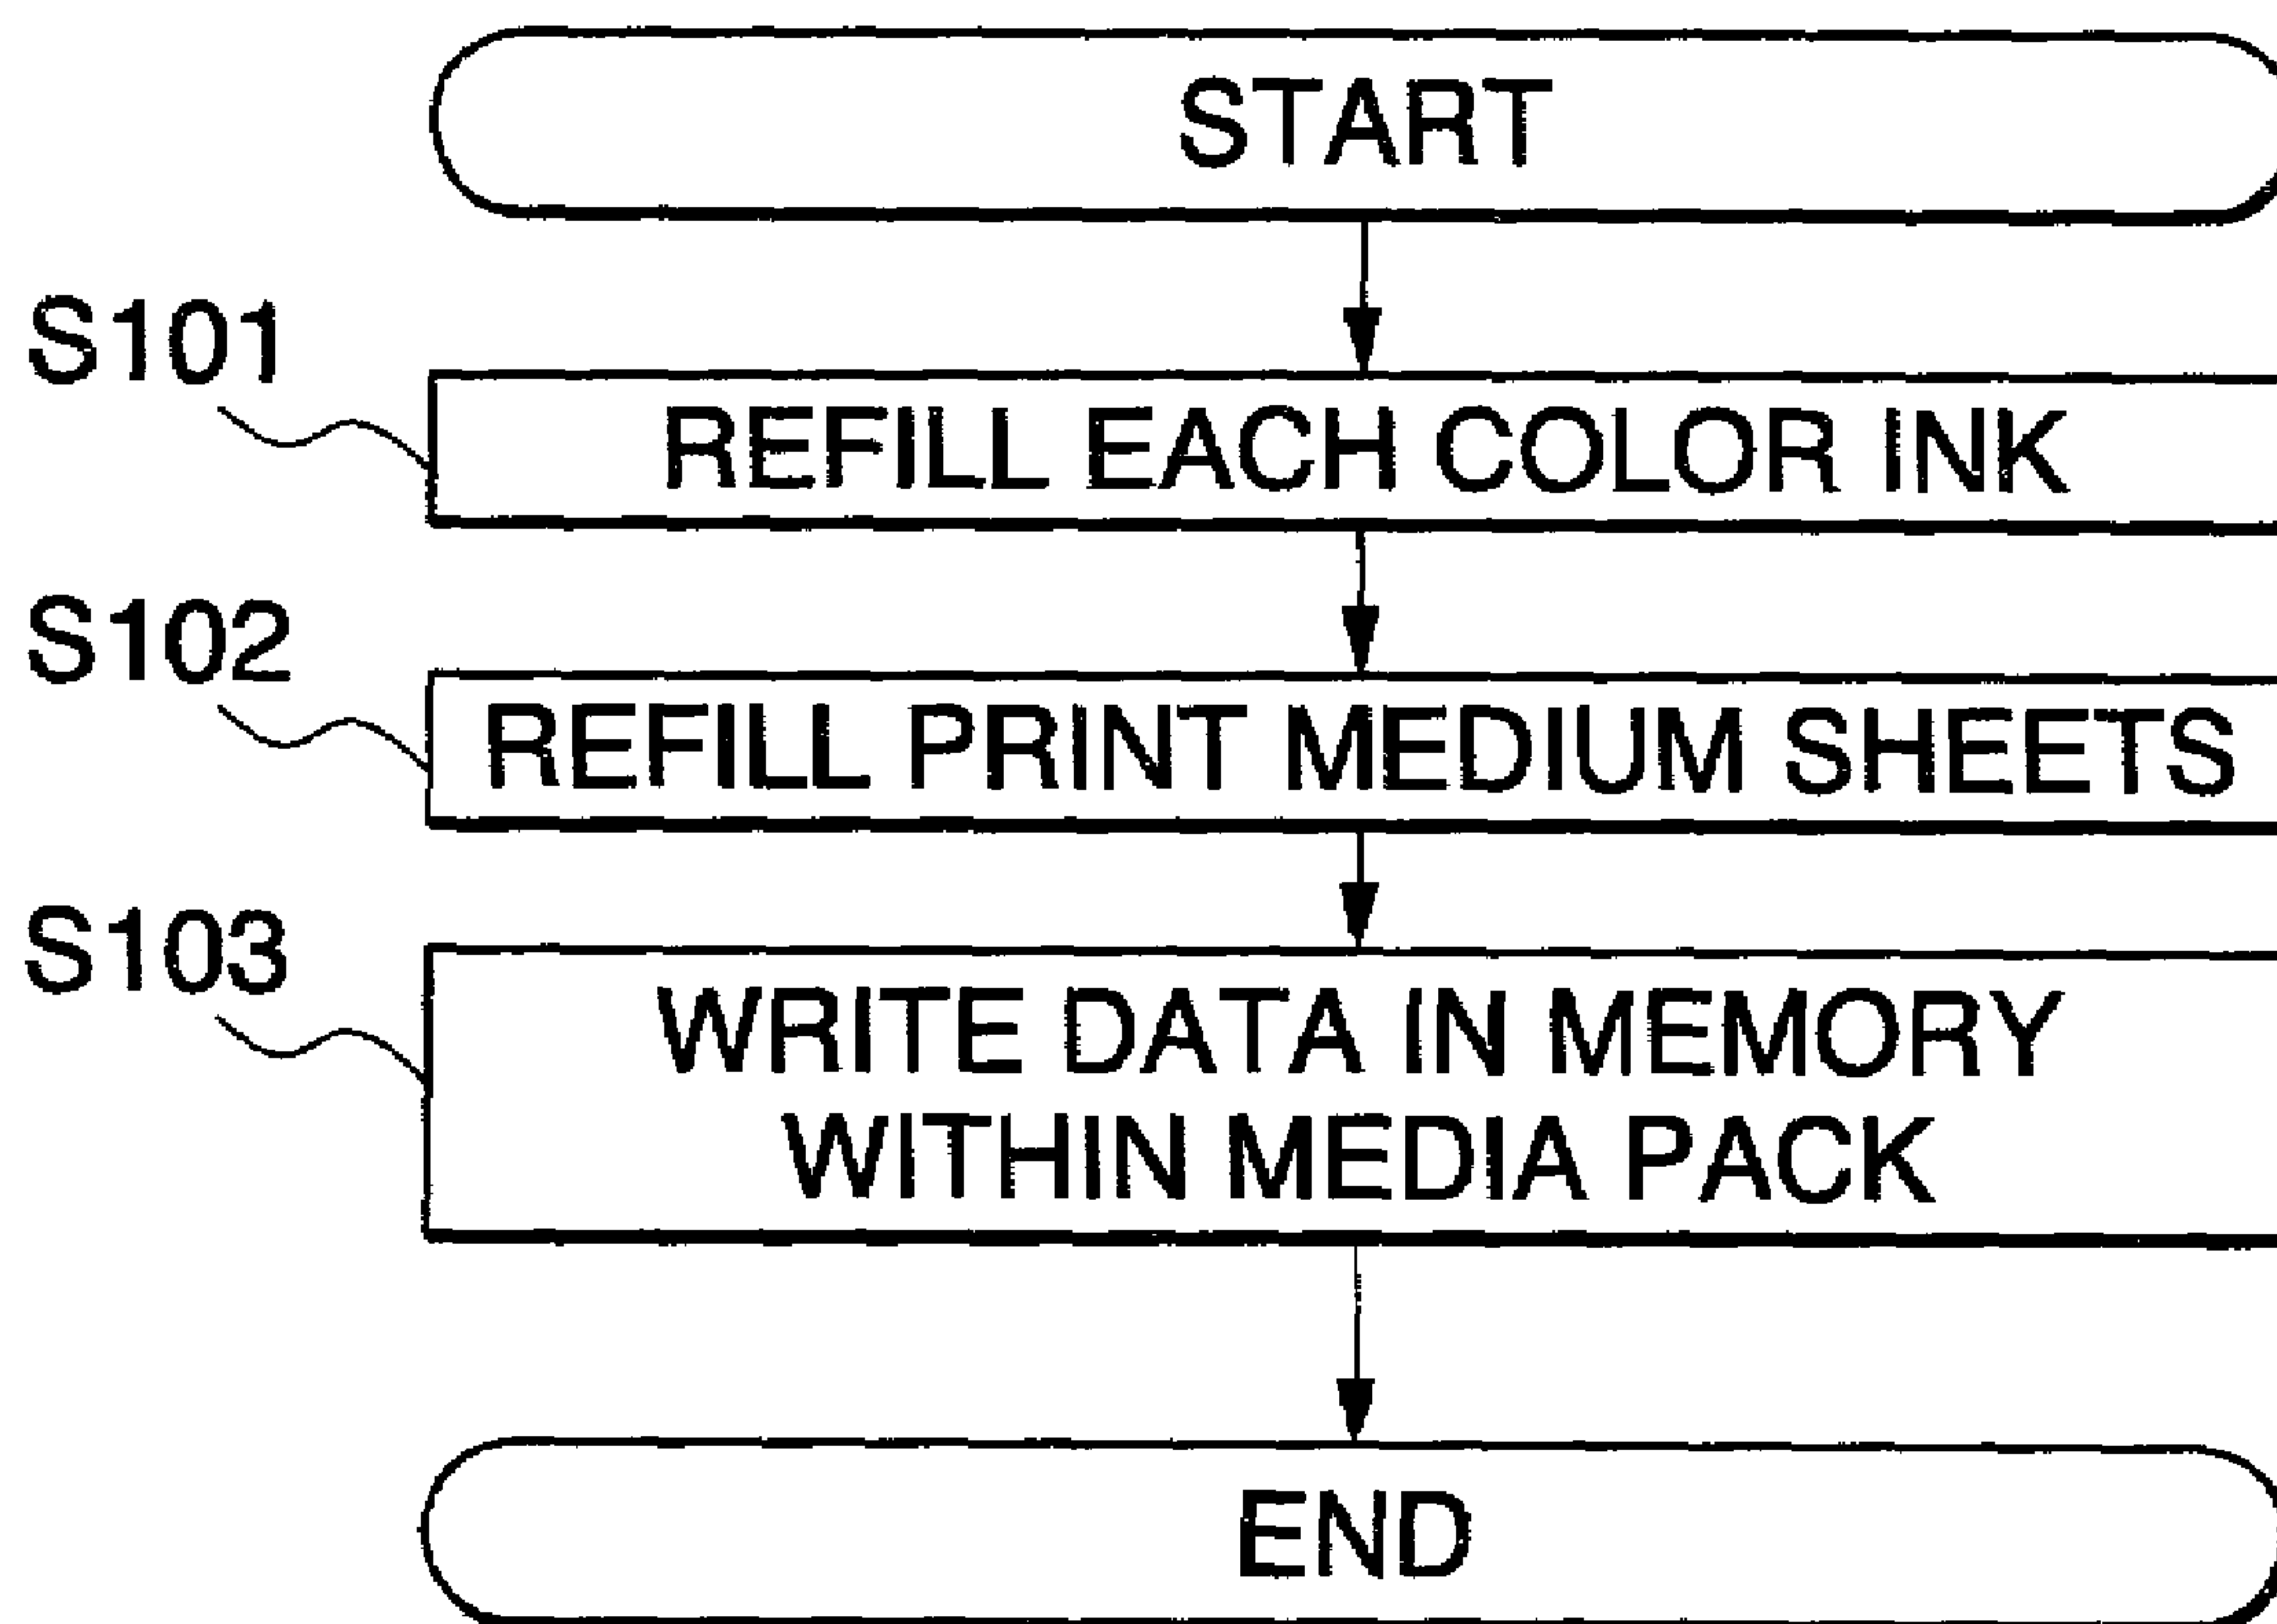 START
S101
REFILL EACH COLOR INK
S102
REFILL PRINT MEDIUM SHEETS
S103
WRITE DATA IN MEMORY
WITHIN MEDIA PACK
END